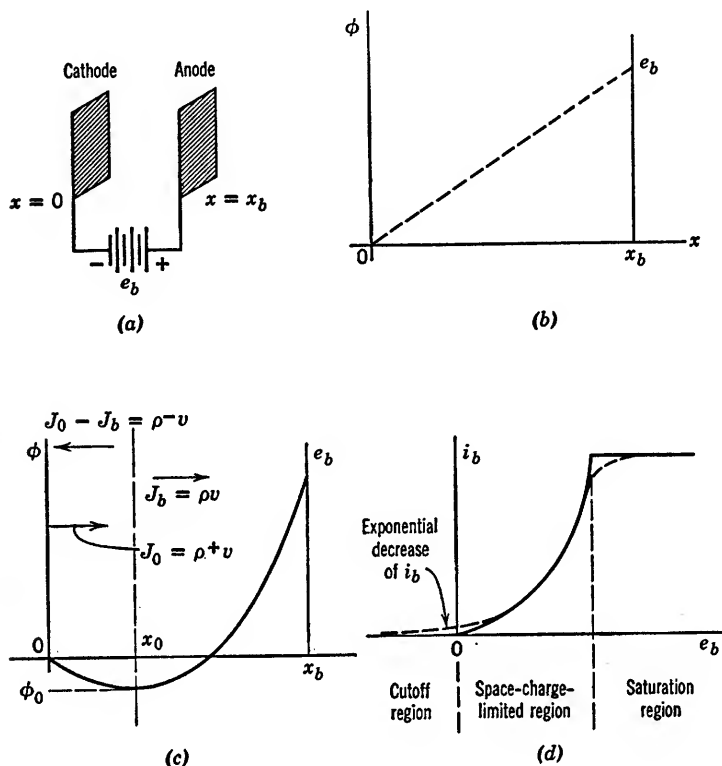 Cathode
Anode
x = 0
x = x_b
− +
e_b
(a)
ϕ
e_b
0
x_b
x
(b)
J_0 − J_b = ρ⁻v
ϕ
e_b
J_b = ρv
J_0 = ρ⁺v
0
x_0
x_b
ϕ_0
(c)
i_b
Exponential
decrease
of i_b
0
e_b
Cutoff
region
Space-charge-
limited region
Saturation
region
(d)